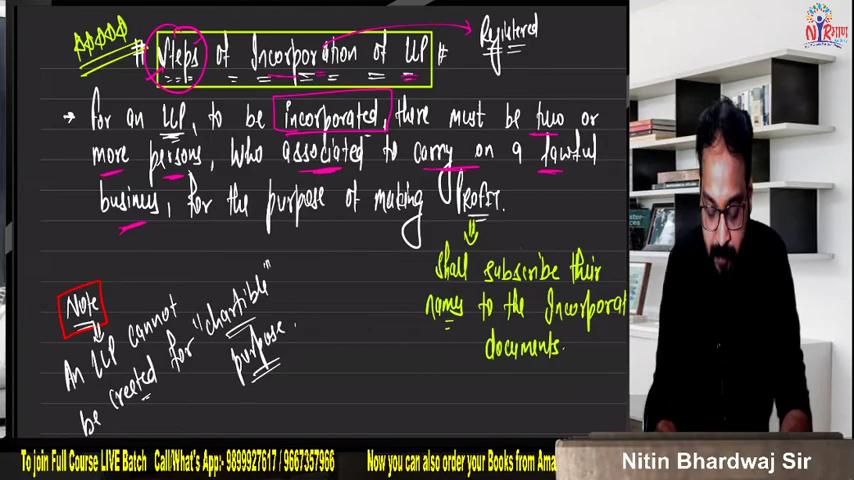 # Steps of Incorporation of LLP #
Registered
→ For an LLP, to be incorporated, there must be two or
more persons, who associated to carry on a lawful
business, for the purpose of making Profit.
shall subscribe their
names to the Incorporat
documents.
Note
An LLP cannot
be created for "chartible"
purpose.
NIRमाण
To join Full Course LIVE Batch Call/What's App:- 9899927617 / 9667357966 Now you can also order your Books from Ama
Nitin Bhardwaj Sir